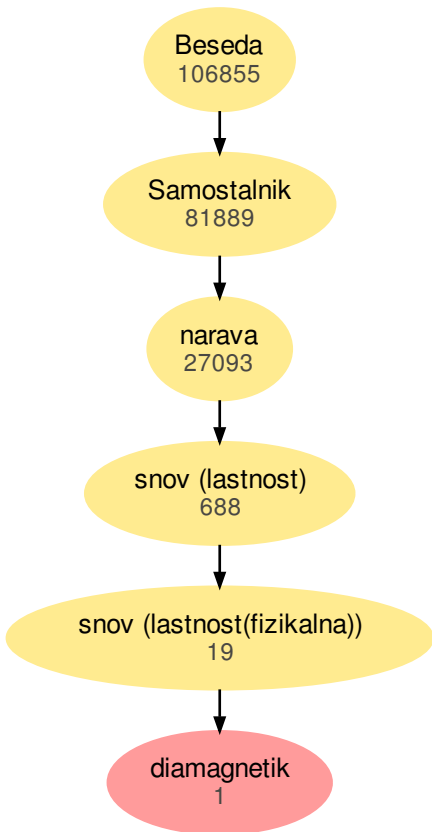 Beseda
106855
Samostalnik
81889
narava
27093
snov (lastnost)
688
snov (lastnost(fizikalna))
19
diamagnetik
1